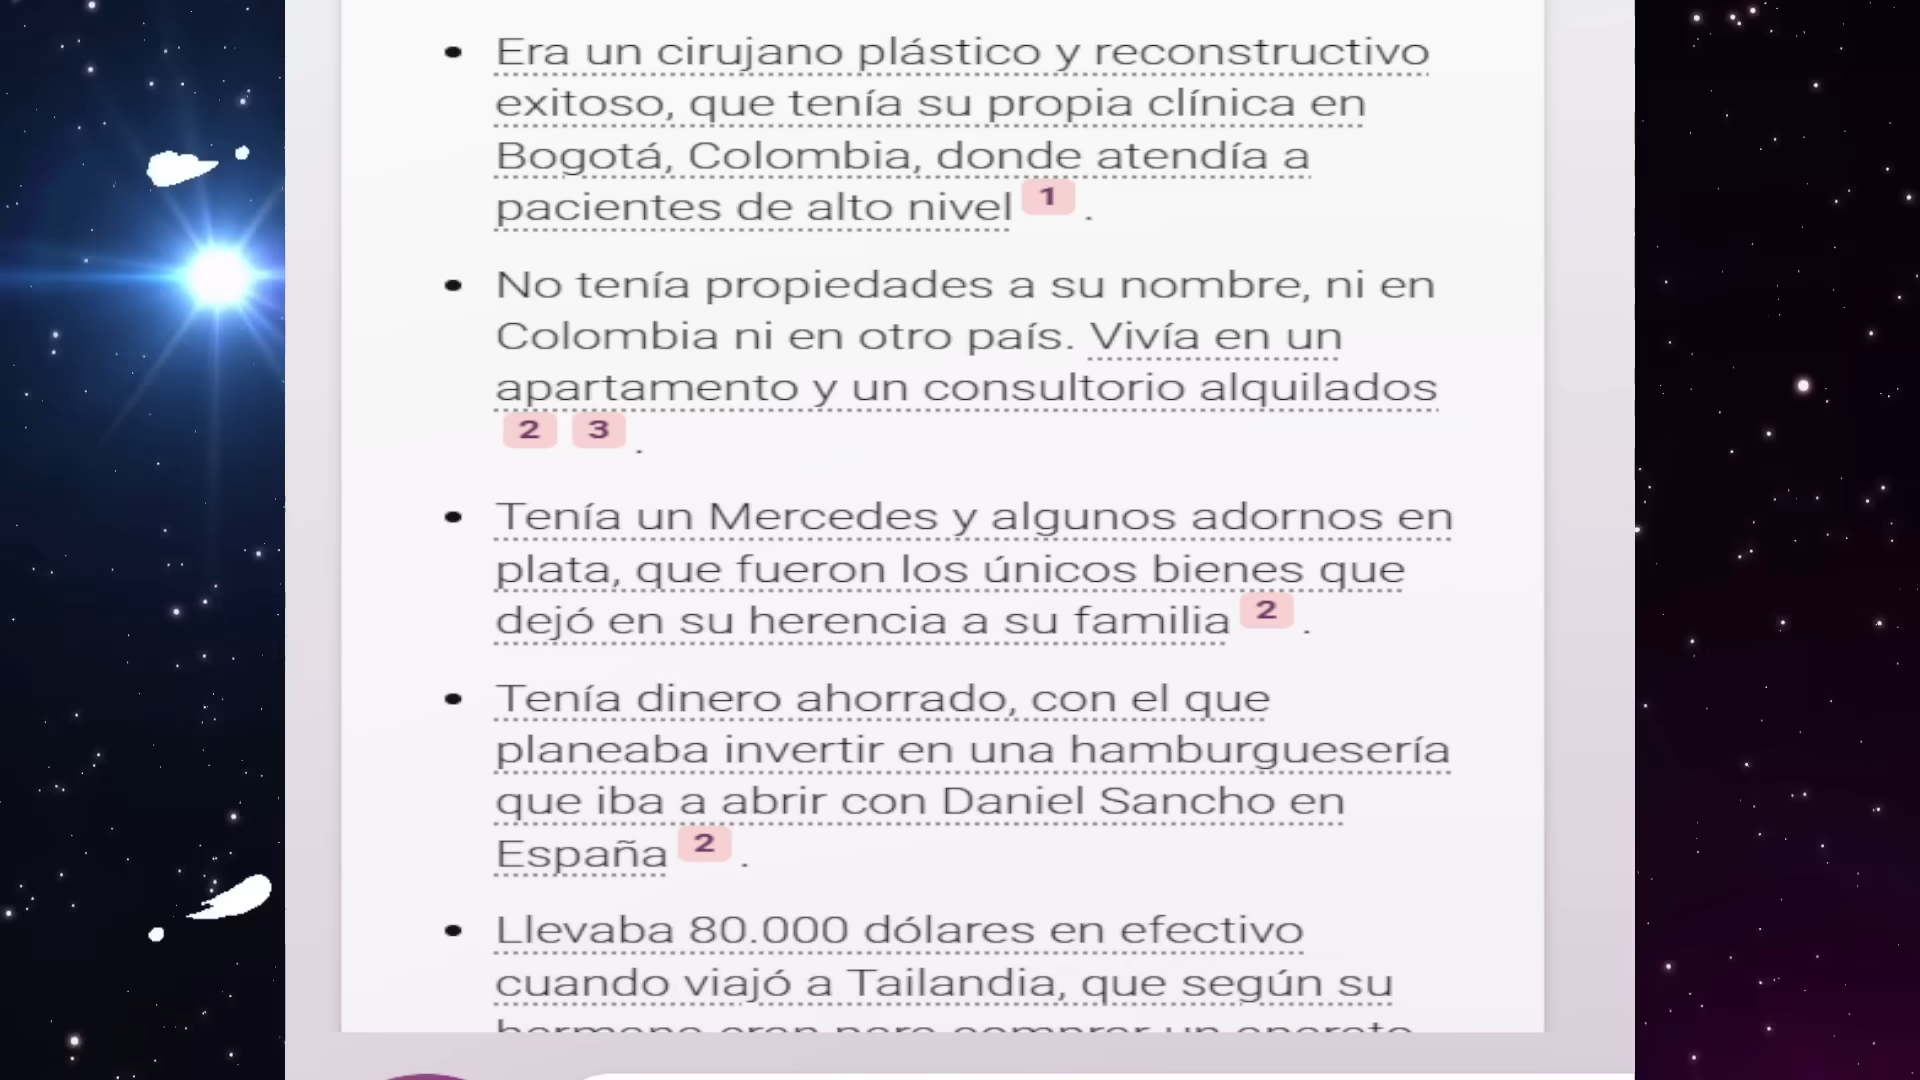 • Era un cirujano plástico y reconstructivo
exitoso, que tenía su propia clínica en
Bogotá, Colombia, donde atendía a
pacientes de alto nivel 1 .
• No tenía propiedades a su nombre, ni en
Colombia ni en otro país. Vivía en un
apartamento y un consultorio alquilados
2 3 .
• Tenía un Mercedes y algunos adornos en
plata, que fueron los únicos bienes que
dejó en su herencia a su familia 2 .
• Tenía dinero ahorrado, con el que
planeaba invertir en una hamburguesería
que iba a abrir con Daniel Sancho en
España 2 .
• Llevaba 80.000 dólares en efectivo
cuando viajó a Tailandia, que según su